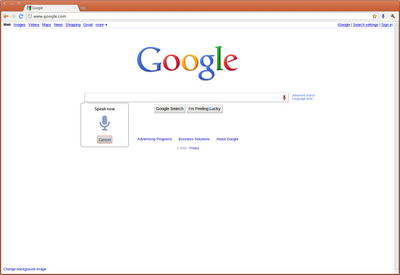 Google
www.google.com
Web Images Videos Maps News Shopping Gmail more ▾
iGoogle | Search settings | Sign in
Google
Advanced search
Language tools
Speak now
Google Search I'm Feeling Lucky
Cancel
Advertising Programs Business Solutions About Google
© 2010 - Privacy
Change background image